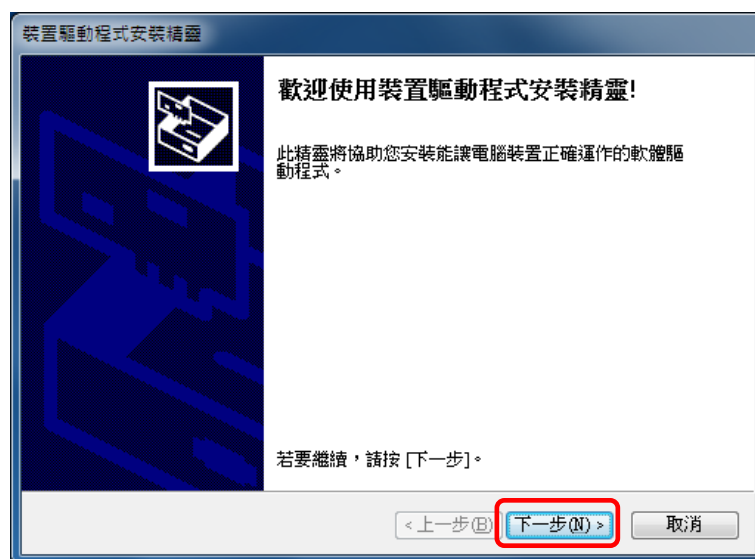 裝置驅動程式安裝精靈
歡迎使用裝置驅動程式安裝精靈!
此精靈將協助您安裝能讓電腦裝置正確運作的軟體驅
動程式。
若要繼續，請按 [下一步]。
< 上一步(B) 下一步(N) > 取消